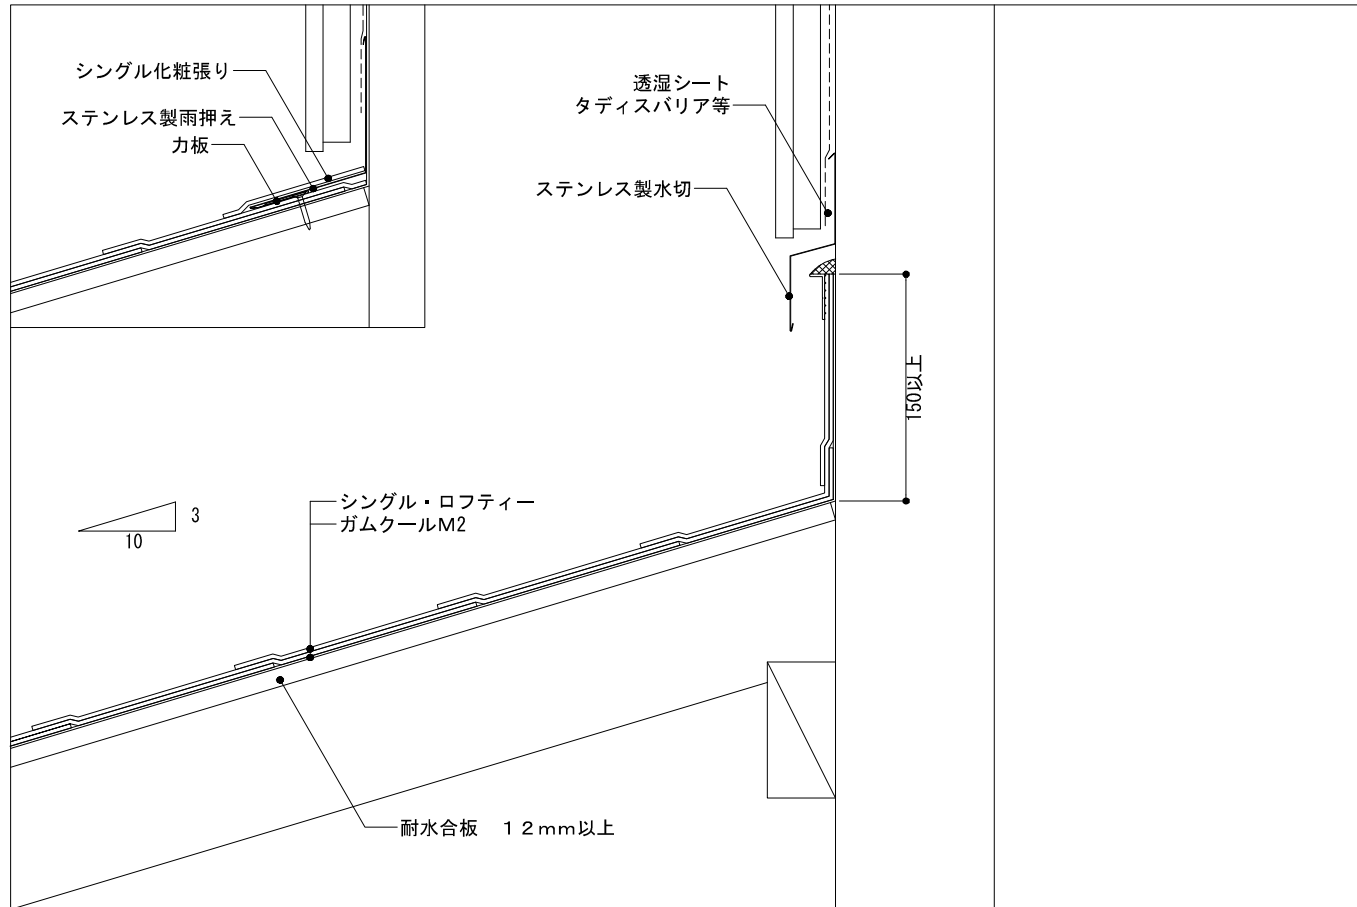 シングル化粧張り
ステンレス製雨押え
力板
透湿シート
タディスバリア等
ステンレス製水切
150以上
シングル・ロフティー
ガムクールM2
3
10
耐水合板　１２ｍｍ以上